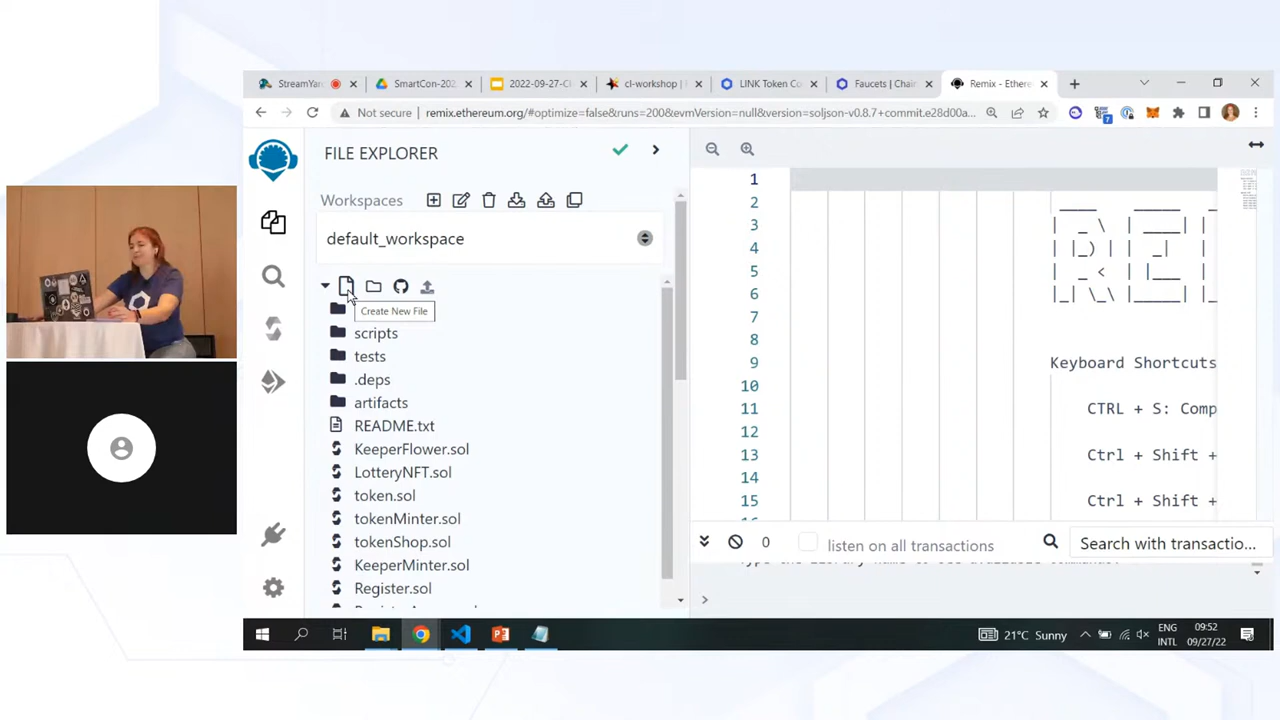 StreamYar
SmartCon-202
2022-09-27-Cl
cl-workshop |
LINK Token Co
Faucets | Chain
Remix - Ethere
Not secure
remix.ethereum.org/#optimize=false&runs=200&evmVersion=null&version=soljson-v0.8.7+commit.e28d00a...
7
FILE EXPLORER
Workspaces
default_workspace
Create New File
scripts
tests
.deps
artifacts
README.txt
KeeperFlower.sol
LotteryNFT.sol
token.sol
tokenMinter.sol
tokenShop.sol
KeeperMinter.sol
Register.sol
1
2
3
4
5
6
7
8
9
Keyboard Shortcuts
10
11
CTRL + S: Comp
12
13
Ctrl + Shift +
14
15
Ctrl + Shift +
0
listen on all transactions
Search with transactio...
>
21°C Sunny
ENG
INTL
09:52
09/27/22